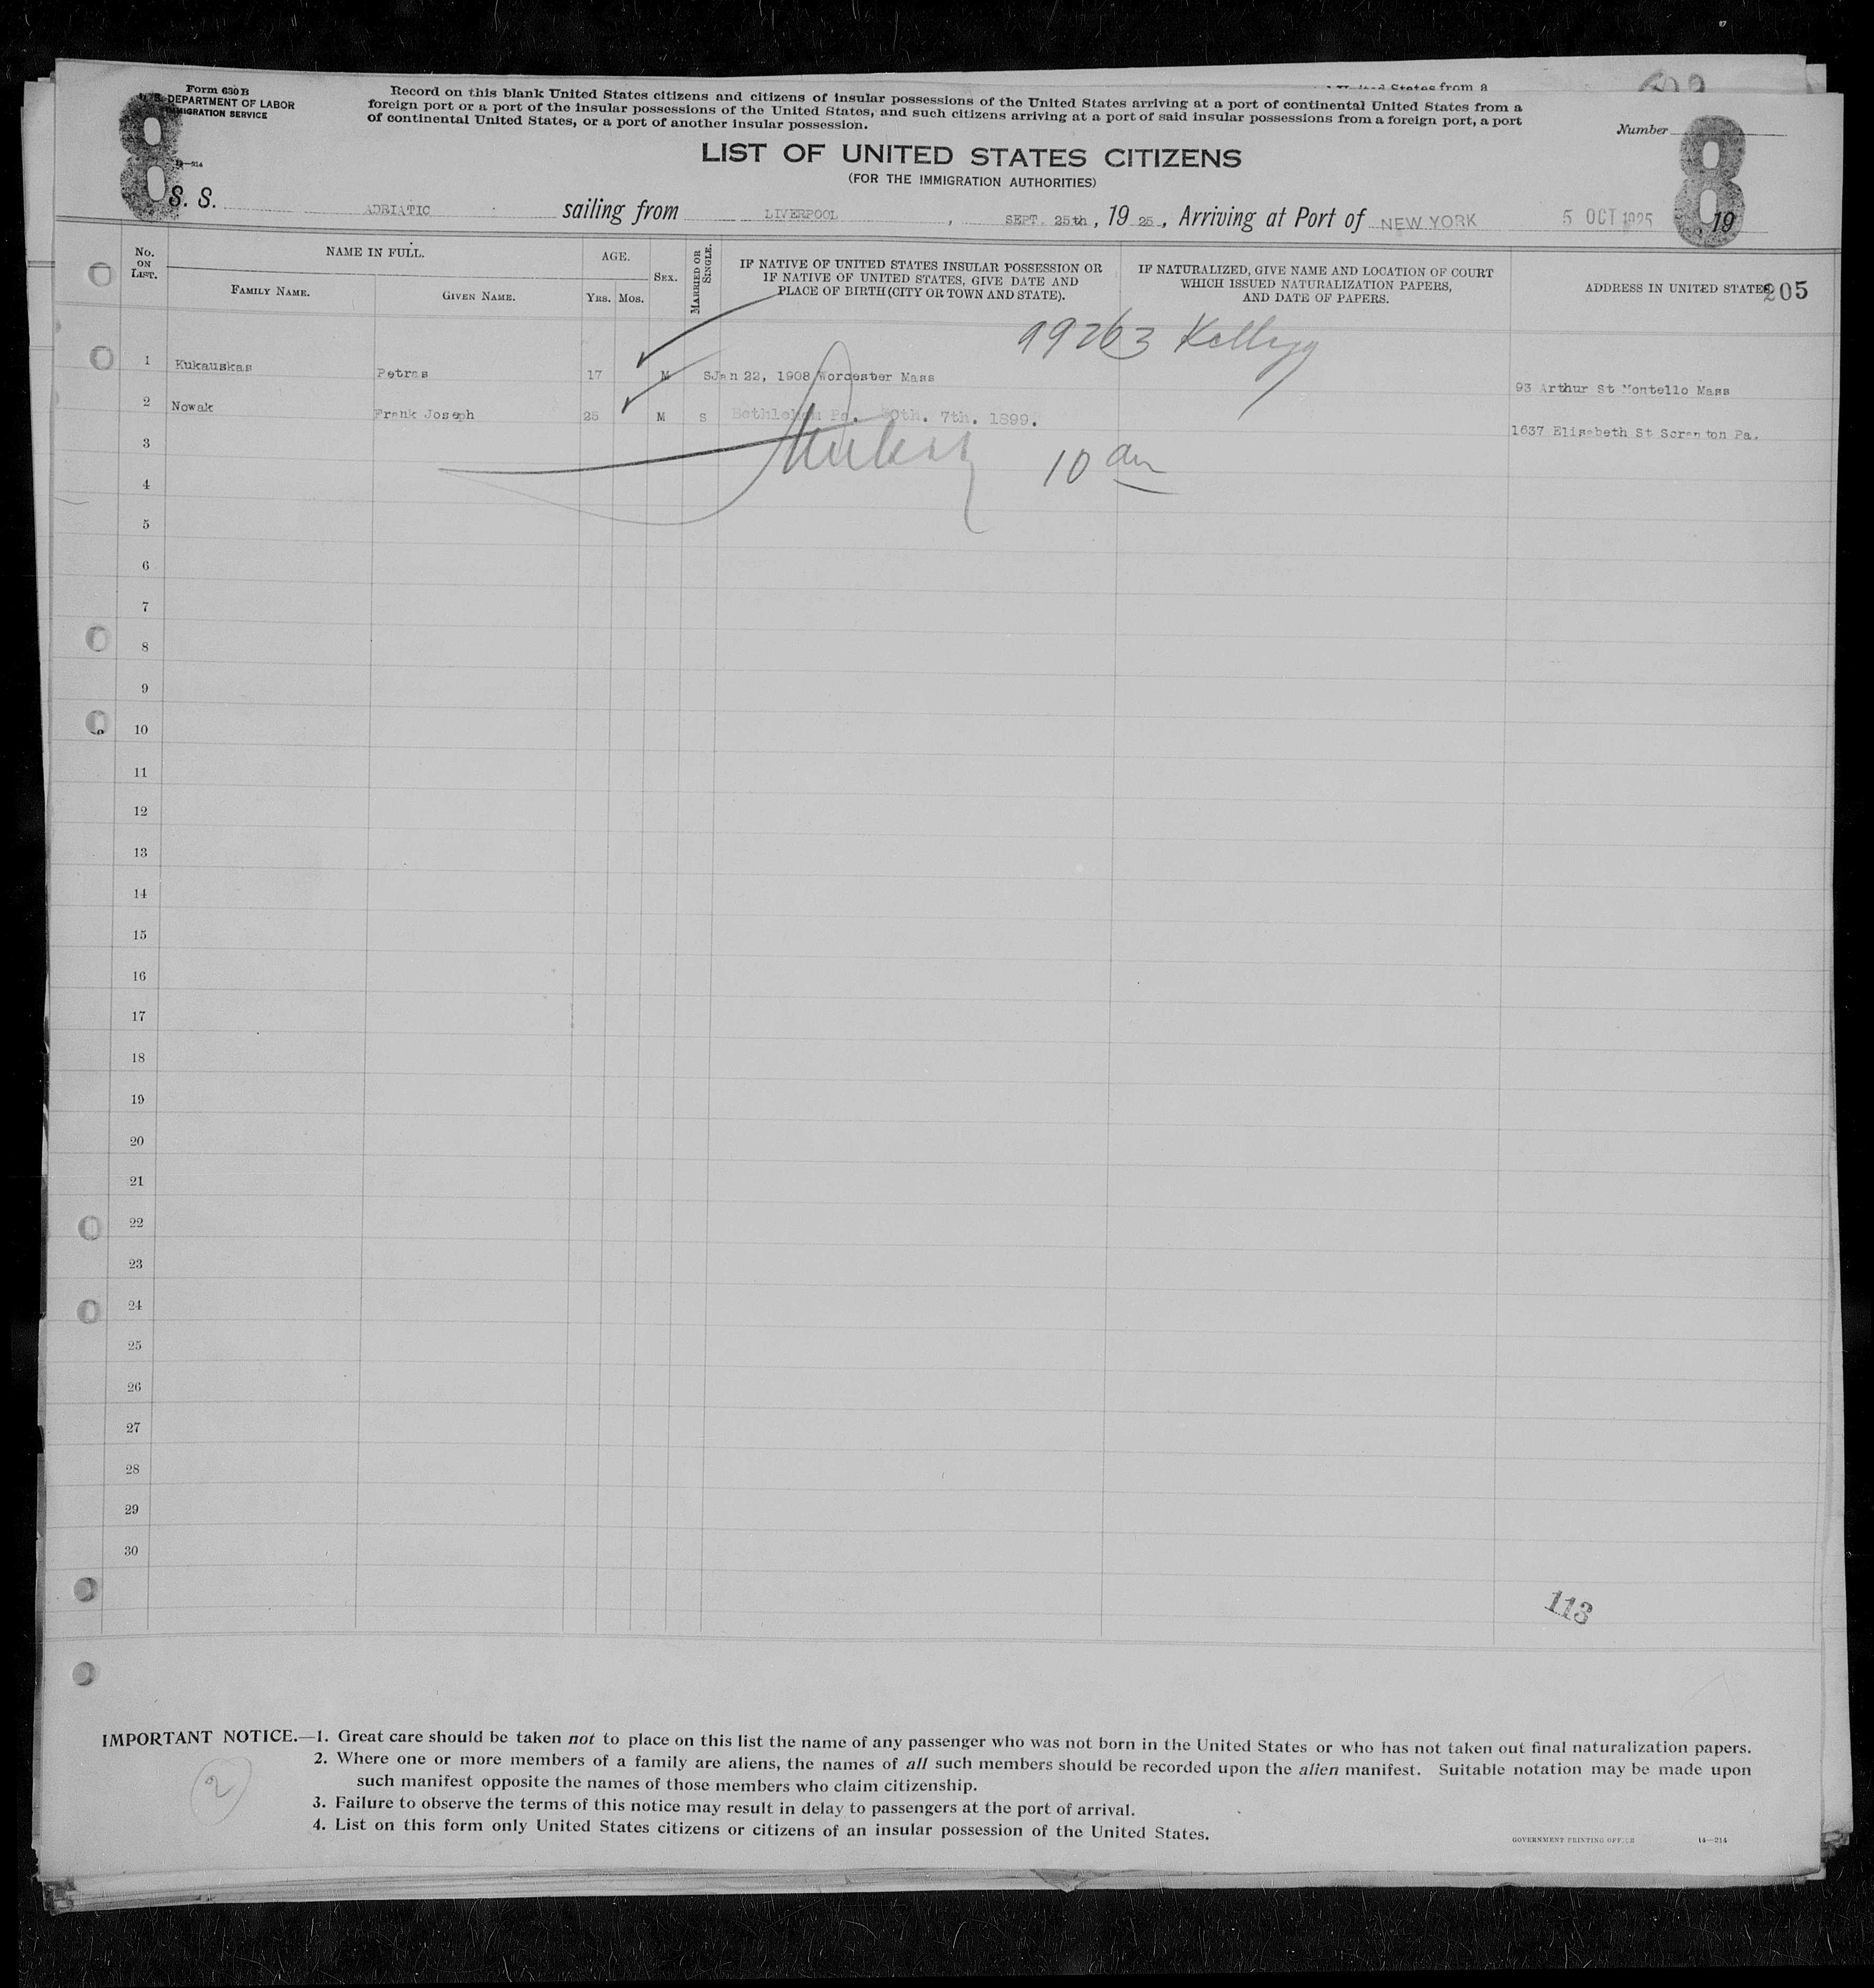 Form 630 B
U. S. DEPARTMENT OF LABOR
IMMIGRATION SERVICE
8
Record on this blank United States citizens and citizens of insular possessions of the United States arriving at a port of continental United States from a
foreign port or a port of the insular possessions of the United States, and such citizens arriving at a port of said insular possessions from a foreign port, a port
of continental United States, or a port of another insular possession.
Number
8
LIST OF UNITED STATES CITIZENS
(FOR THE IMMIGRATION AUTHORITIES)
S. S. ADRIATIC sailing from LIVERPOOL, SEPT. 25th, 19 25, Arriving at Port of NEW YORK 5 OCT 1925, 19
No. ON LIST.
NAME IN FULL.
FAMILY NAME.
GIVEN NAME.
AGE.
YRS. MOS.
SEX.
MARRIED OR SINGLE.
IF NATIVE OF UNITED STATES INSULAR POSSESSION OR
IF NATIVE OF UNITED STATES, GIVE DATE AND
PLACE OF BIRTH (CITY OR TOWN AND STATE).
IF NATURALIZED, GIVE NAME AND LOCATION OF COURT
WHICH ISSUED NATURALIZATION PAPERS,
AND DATE OF PAPERS.
ADDRESS IN UNITED STATES
205
99263 Kellogg
1 Kukauskas Petras 17 M S Jan 22, 1908 Worcester Mass 93 Arthur St Montello Mass
2 Nowak Frank Joseph 25 M S Bethlehem Pa. 7th. 1899. 1637 Elisabeth St Scranton Pa.
3
10 am
4
5
6
7
8
9
10
11
12
13
14
15
16
17
18
19
20
21
22
23
24
25
26
27
28
29
30
113
IMPORTANT NOTICE.—1. Great care should be taken not to place on this list the name of any passenger who was not born in the United States or who has not taken out final naturalization papers.
2. Where one or more members of a family are aliens, the names of all such members should be recorded upon the alien manifest. Suitable notation may be made upon
such manifest opposite the names of those members who claim citizenship.
3. Failure to observe the terms of this notice may result in delay to passengers at the port of arrival.
4. List on this form only United States citizens or citizens of an insular possession of the United States.
2
GOVERNMENT PRINTING OFFICE 14—214